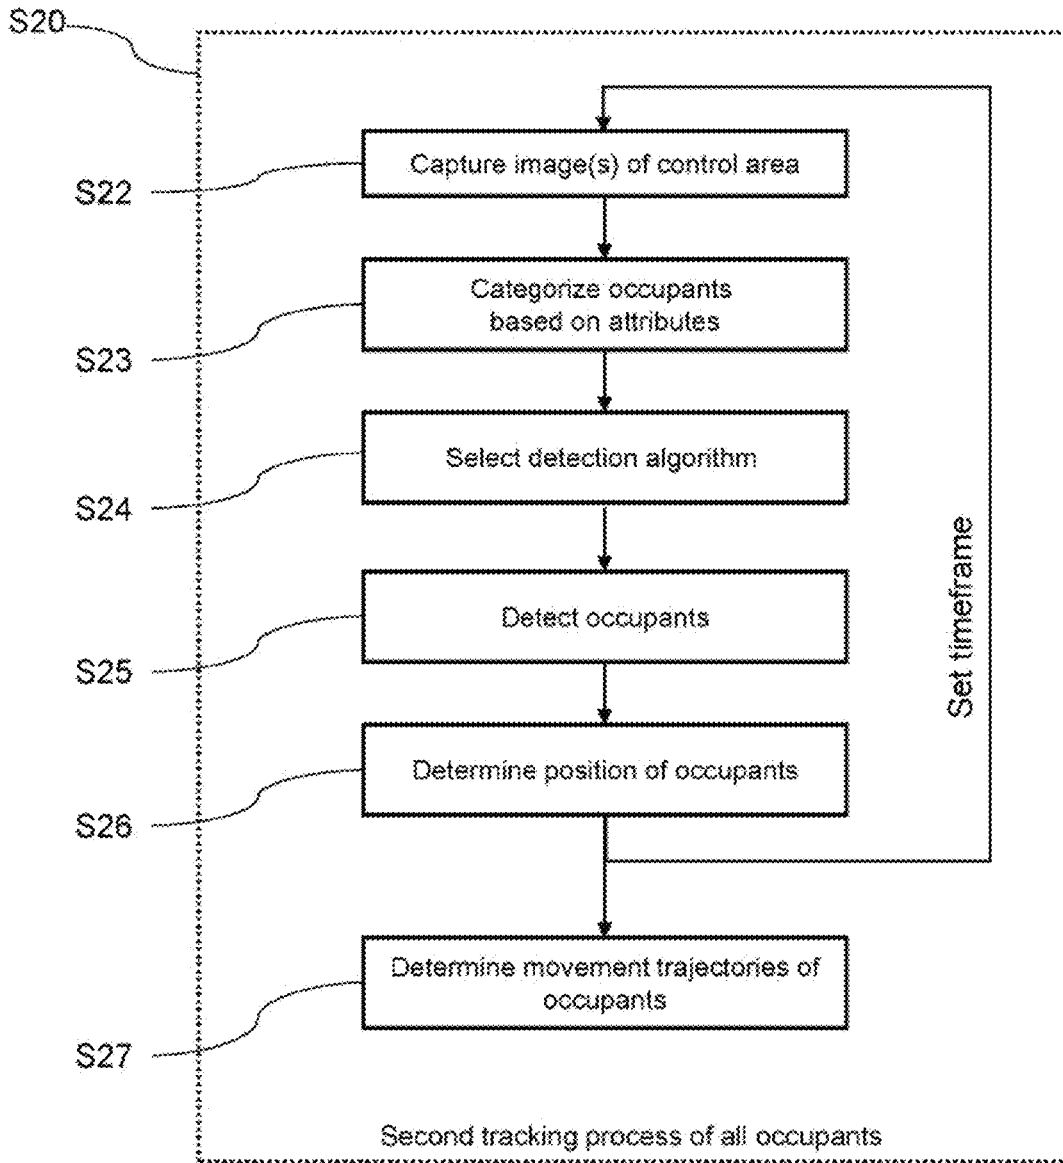 S20
Capture image(s) of control area
S22
Categorize occupants
based on attributes
S23
Select detection algorithm
S24
Detect occupants
S25
Set timeframe
Determine position of occupants
S26
Determine movement trajectories of
occupants
S27
Second tracking process of all occupants